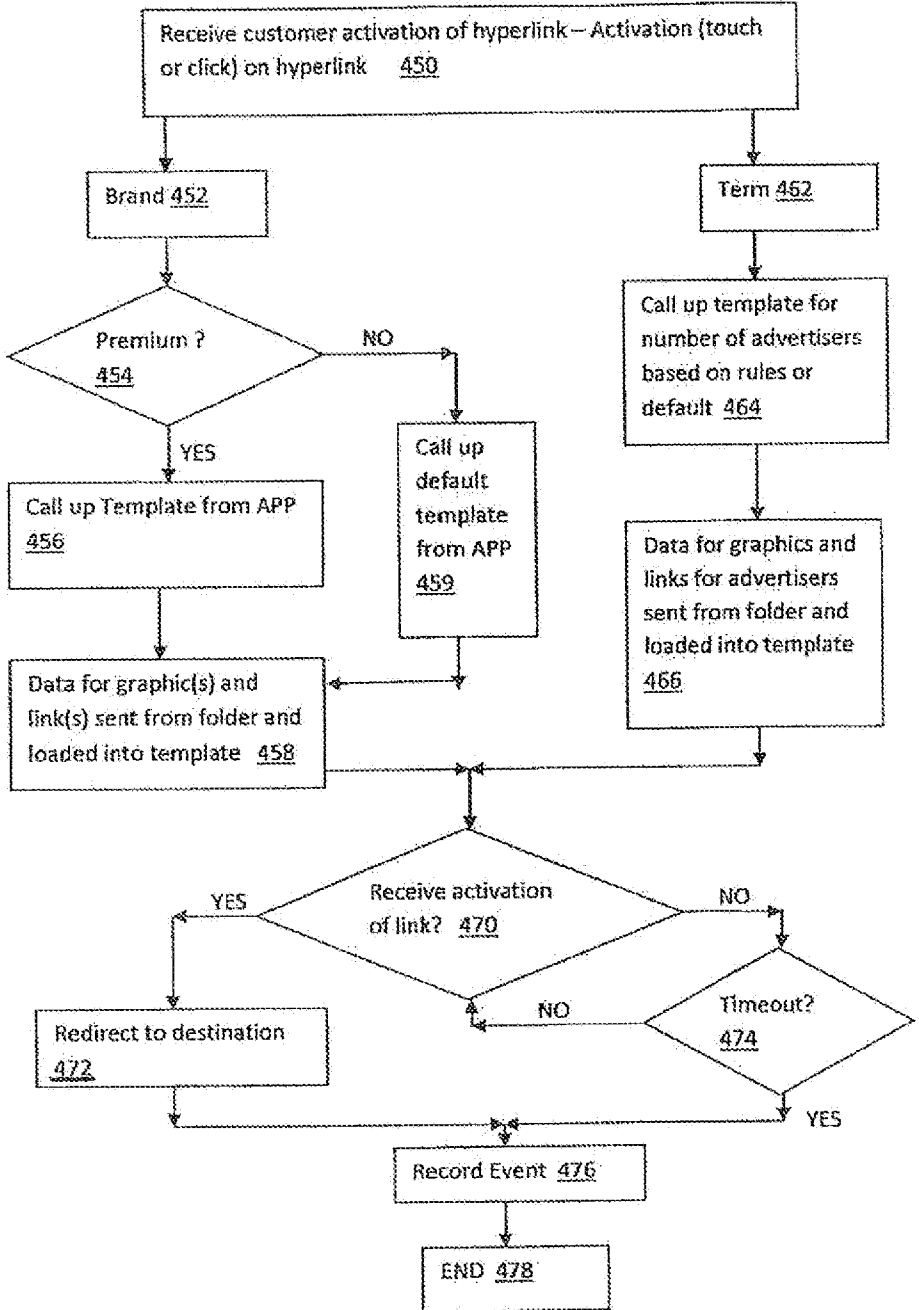 Receive customer activation of hyperlink – Activation (touch
or click) on hyperlink 450
Brand 452
Term 462
Premium ?
454
NO
YES
Call up template for
number of advertisers
based on rules or
default 464
Call up Template from APP
456
Call up
default
template
from APP
459
Data for graphics and
links for advertisers
sent from folder and
loaded into template
466
Data for graphic(s) and
link(s) sent from folder and
loaded into template 458
Receive activation
of link? 470
YES
NO
Timeout?
474
NO
YES
Redirect to destination
472
Record Event 476
END 478